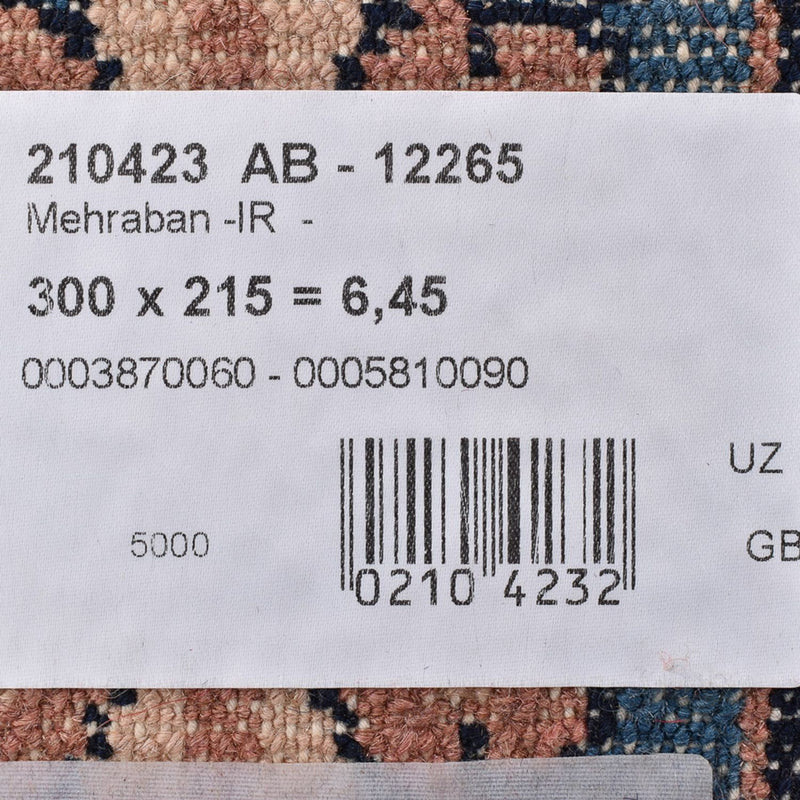 210423 AB - 12265
Mehraban -IR -
300 x 215 = 6,45
0003870060 - 0005810090
UZ
5000
GB
0210 4232